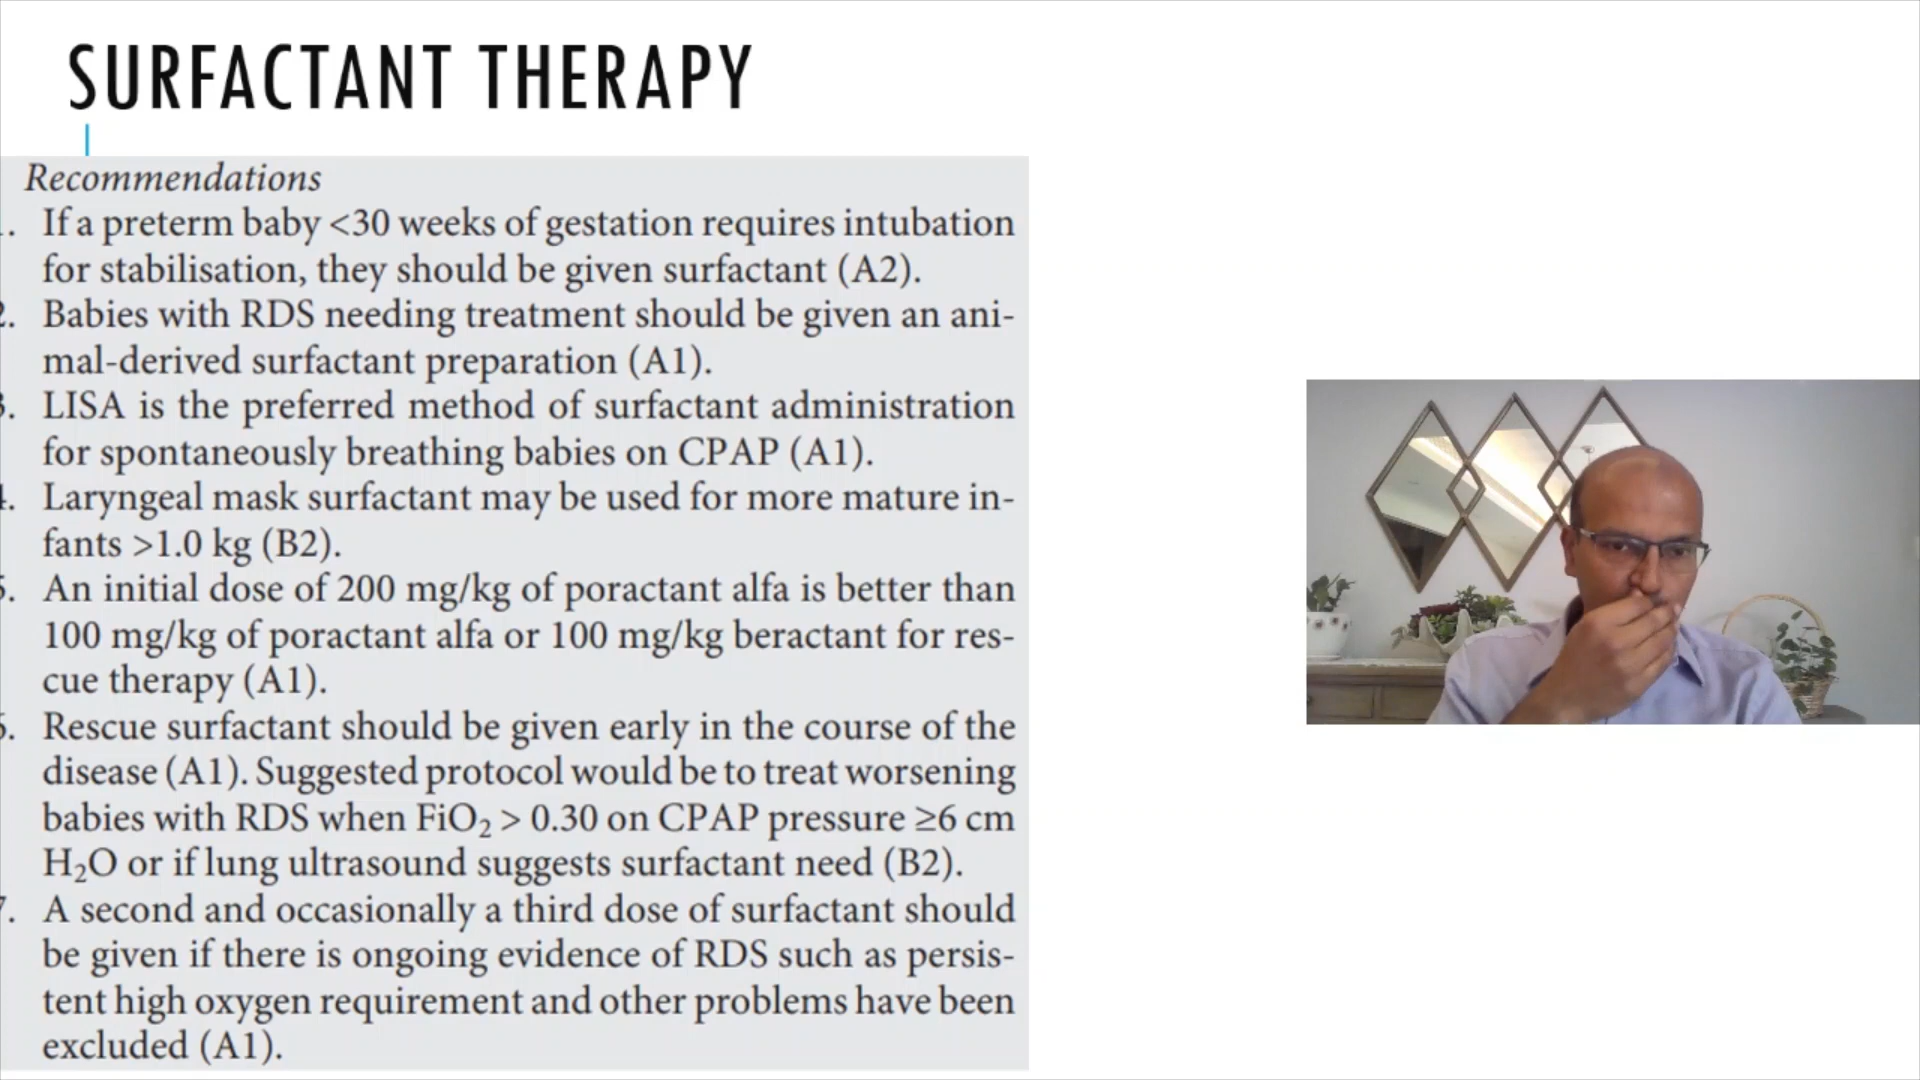 SURFACTANT THERAPY
Recommendations
. If a preterm baby <30 weeks of gestation requires intubation
for stabilisation, they should be given surfactant (A2).
2. Babies with RDS needing treatment should be given an ani-
mal-derived surfactant preparation (A1).
3. LISA is the preferred method of surfactant administration
for spontaneously breathing babies on CPAP (A1).
4. Laryngeal mask surfactant may be used for more mature in-
fants >1.0 kg (B2).
5. An initial dose of 200 mg/kg of poractant alfa is better than
100 mg/kg of poractant alfa or 100 mg/kg beractant for res-
cue therapy (A1).
6. Rescue surfactant should be given early in the course of the
disease (A1). Suggested protocol would be to treat worsening
babies with RDS when FiO₂ > 0.30 on CPAP pressure ≥6 cm
H₂O or if lung ultrasound suggests surfactant need (B2).
7. A second and occasionally a third dose of surfactant should
be given if there is ongoing evidence of RDS such as persis-
tent high oxygen requirement and other problems have been
excluded (A1).